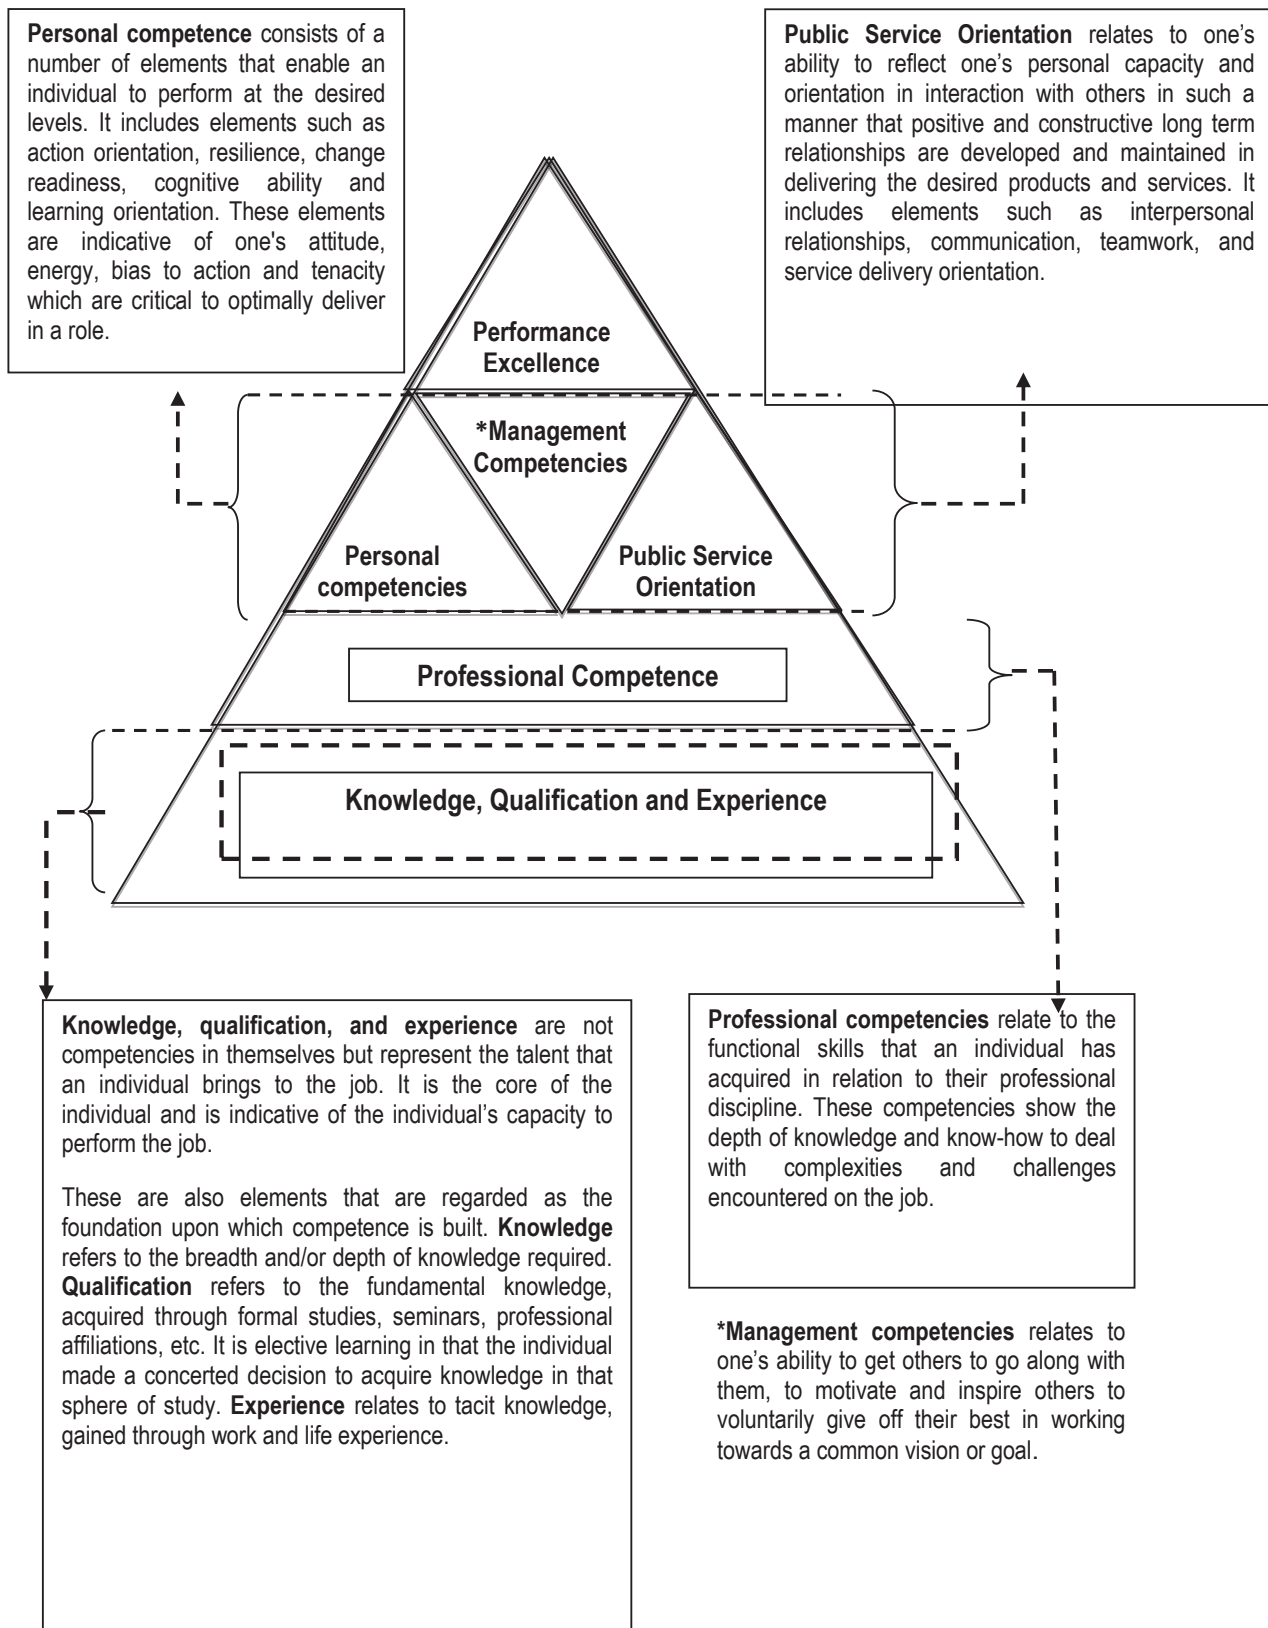 Personal competence consists of a
number of elements that enable an
individual to perform at the desired
levels. It includes elements such as
action orientation, resilience, change
readiness, cognitive ability and
learning orientation. These elements
are indicative of one's attitude,
energy, bias to action and tenacity
which are critical to optimally deliver
in a role.
Public Service Orientation relates to one’s
ability to reflect one’s personal capacity and
orientation in interaction with others in such a
manner that positive and constructive long term
relationships are developed and maintained in
delivering the desired products and services. It
includes elements such as interpersonal
relationships, communication, teamwork, and
service delivery orientation.
Performance
Excellence
*Management
Competencies
Personal
competencies
Public Service
Orientation
Professional Competence
Knowledge, Qualification and Experience
Knowledge, qualification, and experience are not
competencies in themselves but represent the talent that
an individual brings to the job. It is the core of the
individual and is indicative of the individual’s capacity to
perform the job.
These are also elements that are regarded as the
foundation upon which competence is built. Knowledge
refers to the breadth and/or depth of knowledge required.
Qualification refers to the fundamental knowledge,
acquired through formal studies, seminars, professional
affiliations, etc. It is elective learning in that the individual
made a concerted decision to acquire knowledge in that
sphere of study. Experience relates to tacit knowledge,
gained through work and life experience.
Professional competencies relate to the
functional skills that an individual has
acquired in relation to their professional
discipline. These competencies show the
depth of knowledge and know-how to deal
with complexities and challenges
encountered on the job.
*Management competencies relates to
one’s ability to get others to go along with
them, to motivate and inspire others to
voluntarily give off their best in working
towards a common vision or goal.